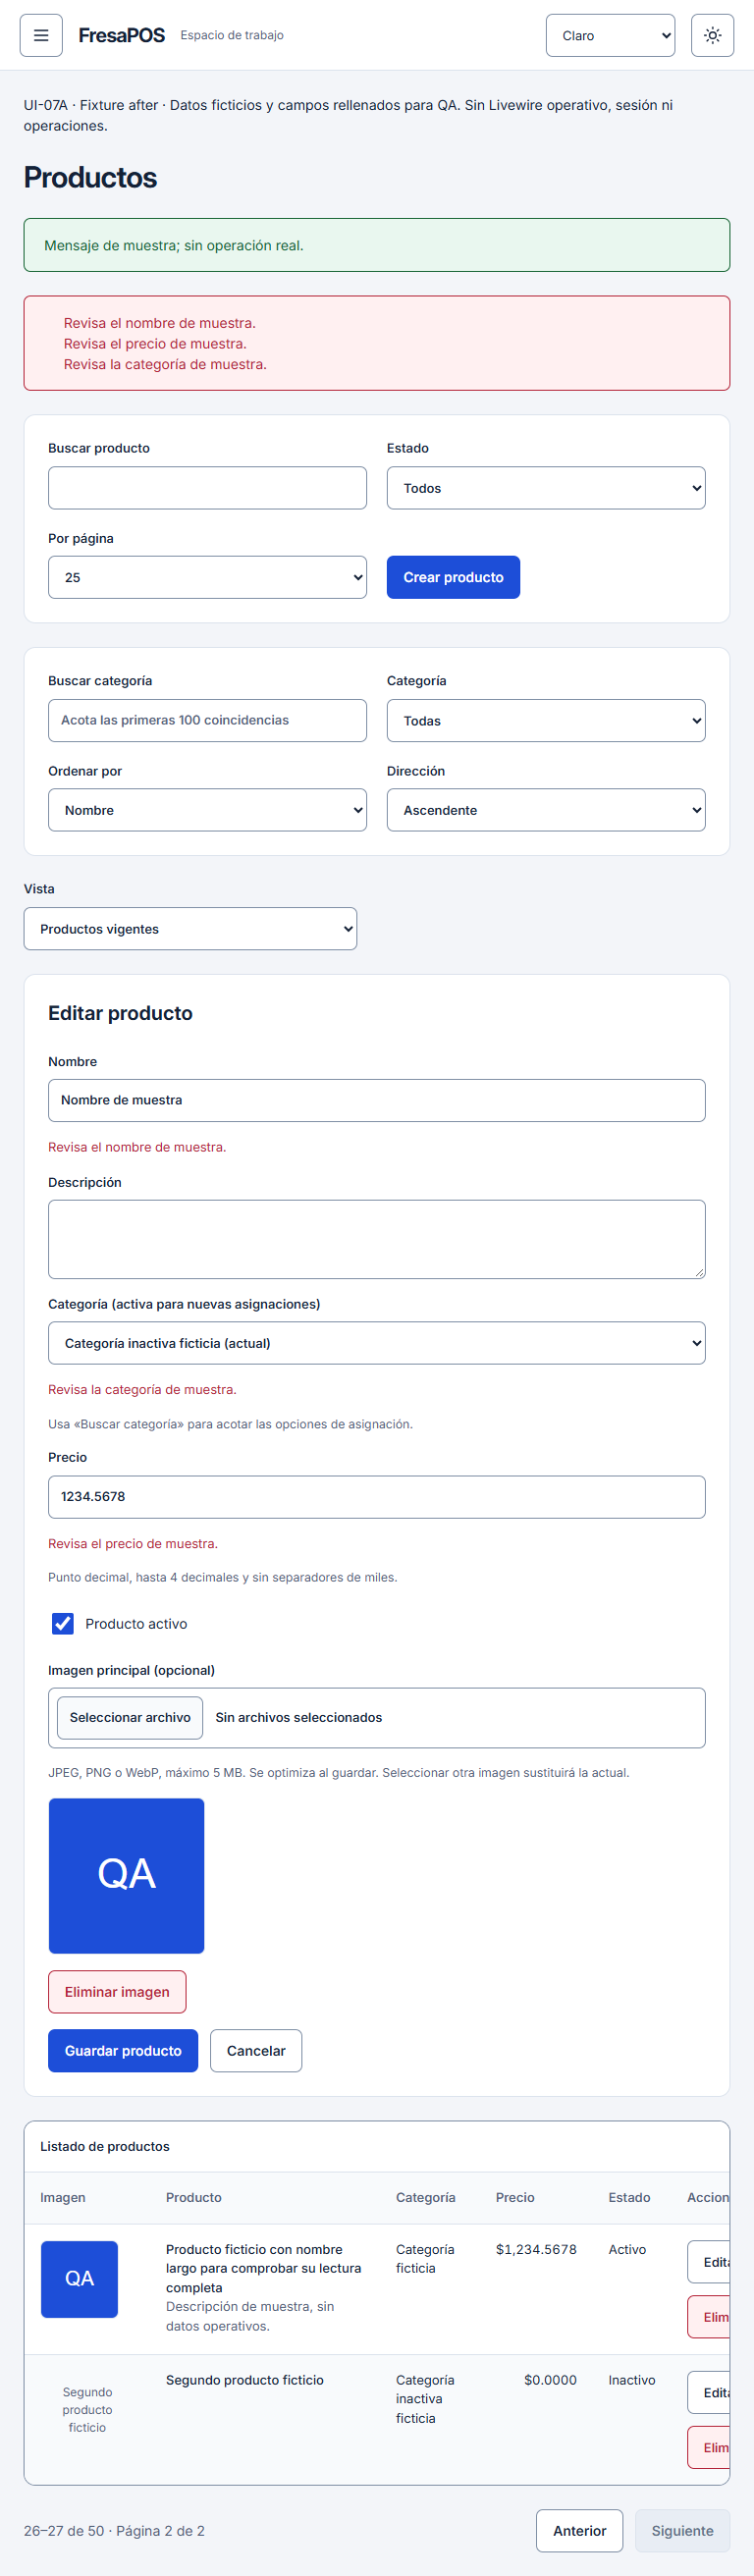 FresaPOS Espacio de trabajo Claro
UI-07A · Fixture after · Datos ficticios y campos rellenados para QA. Sin Livewire operativo, sesión ni
operaciones.
Productos
Mensaje de muestra; sin operación real.
Revisa el nombre de muestra.
Revisa el precio de muestra.
Revisa la categoría de muestra.
Buscar producto Estado
Todos
Por página
25 Crear producto
Buscar categoría Categoría
Acota las primeras 100 coincidencias Todas
Ordenar por Dirección
Nombre Ascendente
Vista
Productos vigentes
Editar producto
Nombre
Nombre de muestra
Revisa el nombre de muestra.
Descripción
Categoría (activa para nuevas asignaciones)
Categoría inactiva ficticia (actual)
Revisa la categoría de muestra.
Usa «Buscar categoría» para acotar las opciones de asignación.
Precio
1234.5678
Revisa el precio de muestra.
Punto decimal, hasta 4 decimales y sin separadores de miles.
Producto activo
Imagen principal (opcional)
Seleccionar archivo Sin archivos seleccionados
JPEG, PNG o WebP, máximo 5 MB. Se optimiza al guardar. Seleccionar otra imagen sustituirá la actual.
QA
Eliminar imagen
Guardar producto Cancelar
Listado de productos
Imagen Producto Categoría Precio Estado Accion
QA
Producto ficticio con nombre
largo para comprobar su lectura
completa
Descripción de muestra, sin
datos operativos.
Categoría
ficticia
$1,234.5678
Activo
Edita
Elim
Segundo
producto
ficticio
Segundo producto ficticio
Categoría
inactiva
ficticia
$0.0000
Inactivo
Edita
Elim
26–27 de 50 · Página 2 de 2 Anterior Siguiente